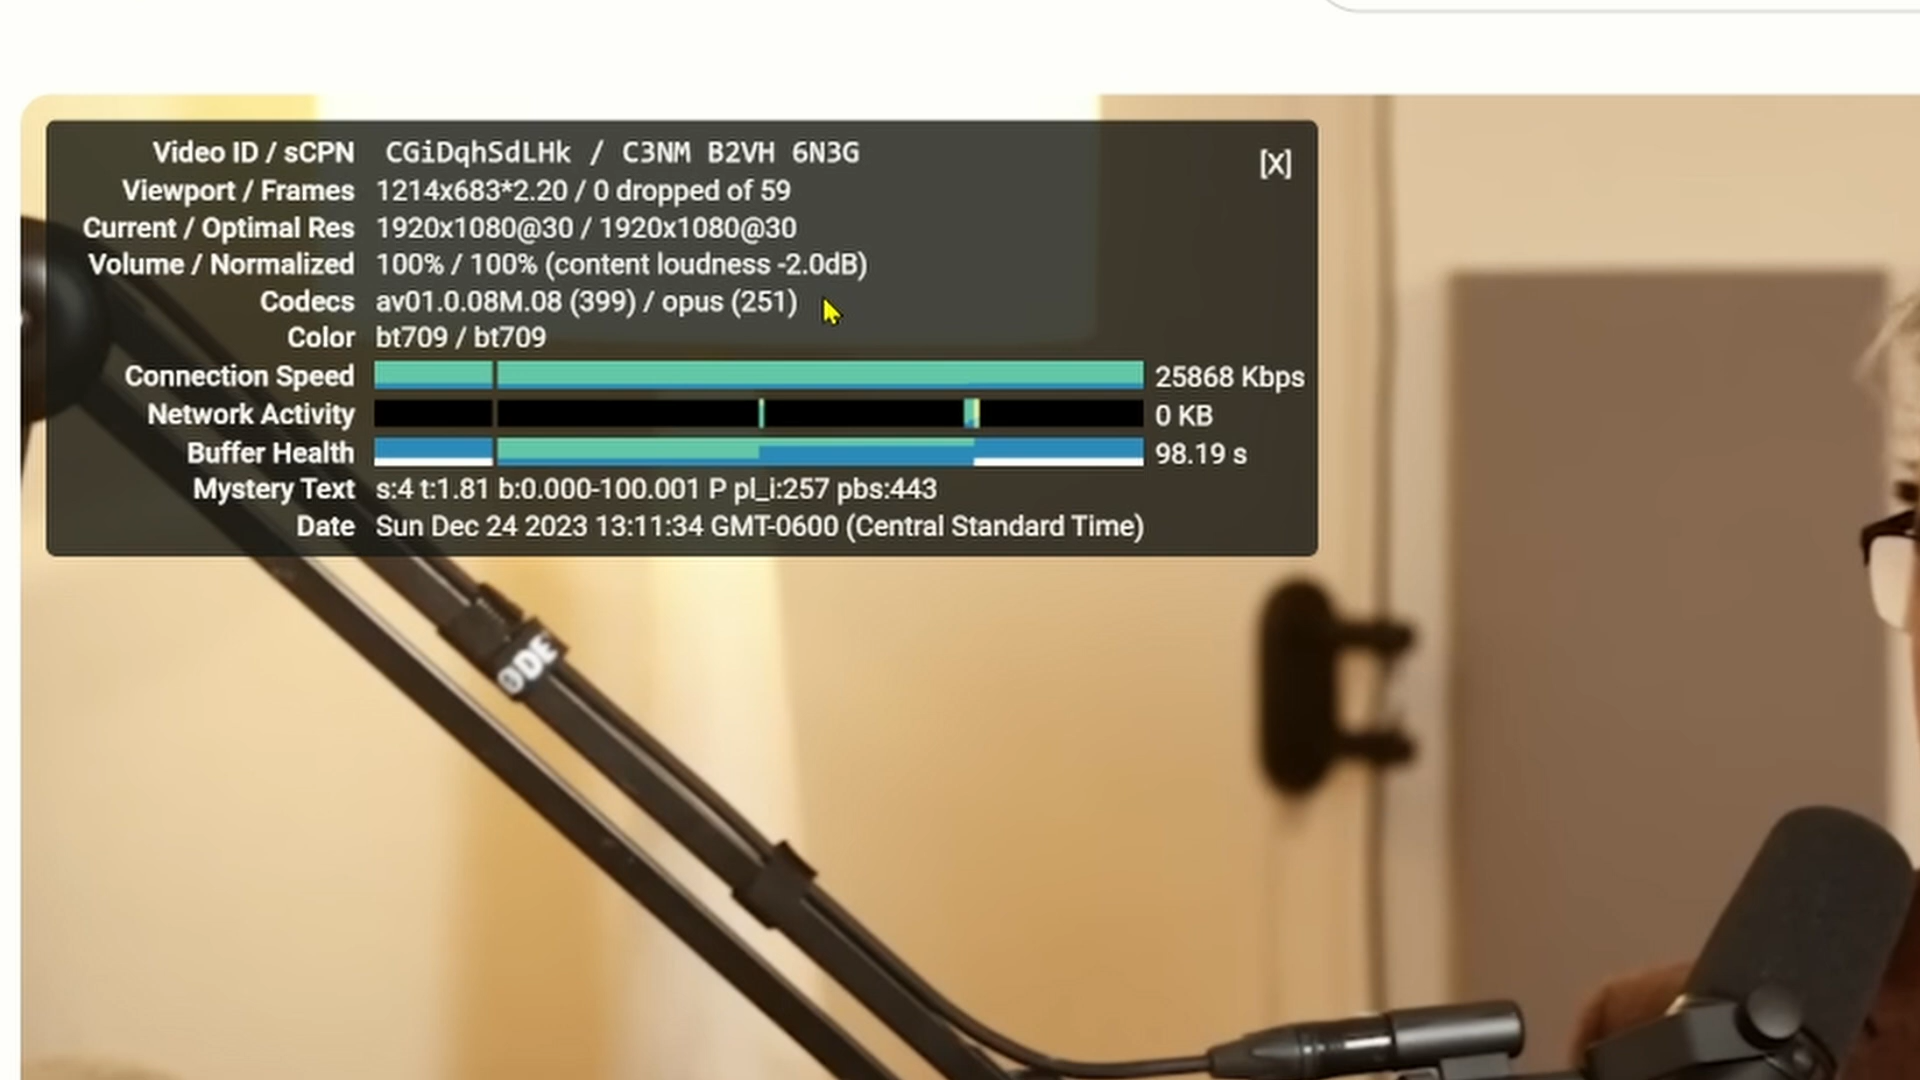 Video ID / sCPN CGiDqhSdLHk / C3NM B2VH 6N3G
[X]
Viewport / Frames 1214x683*2.20 / 0 dropped of 59
Current / Optimal Res 1920x1080@30 / 1920x1080@30
Volume / Normalized 100% / 100% (content loudness -2.0dB)
Codecs av01.0.08M.08 (399) / opus (251)
Color bt709 / bt709
Connection Speed 25868 Kbps
Network Activity 0 KB
Buffer Health 98.19 s
Mystery Text s:4 t:1.81 b:0.000-100.001 P pl_i:257 pbs:443
Date Sun Dec 24 2023 13:11:34 GMT-0600 (Central Standard Time)
ODE